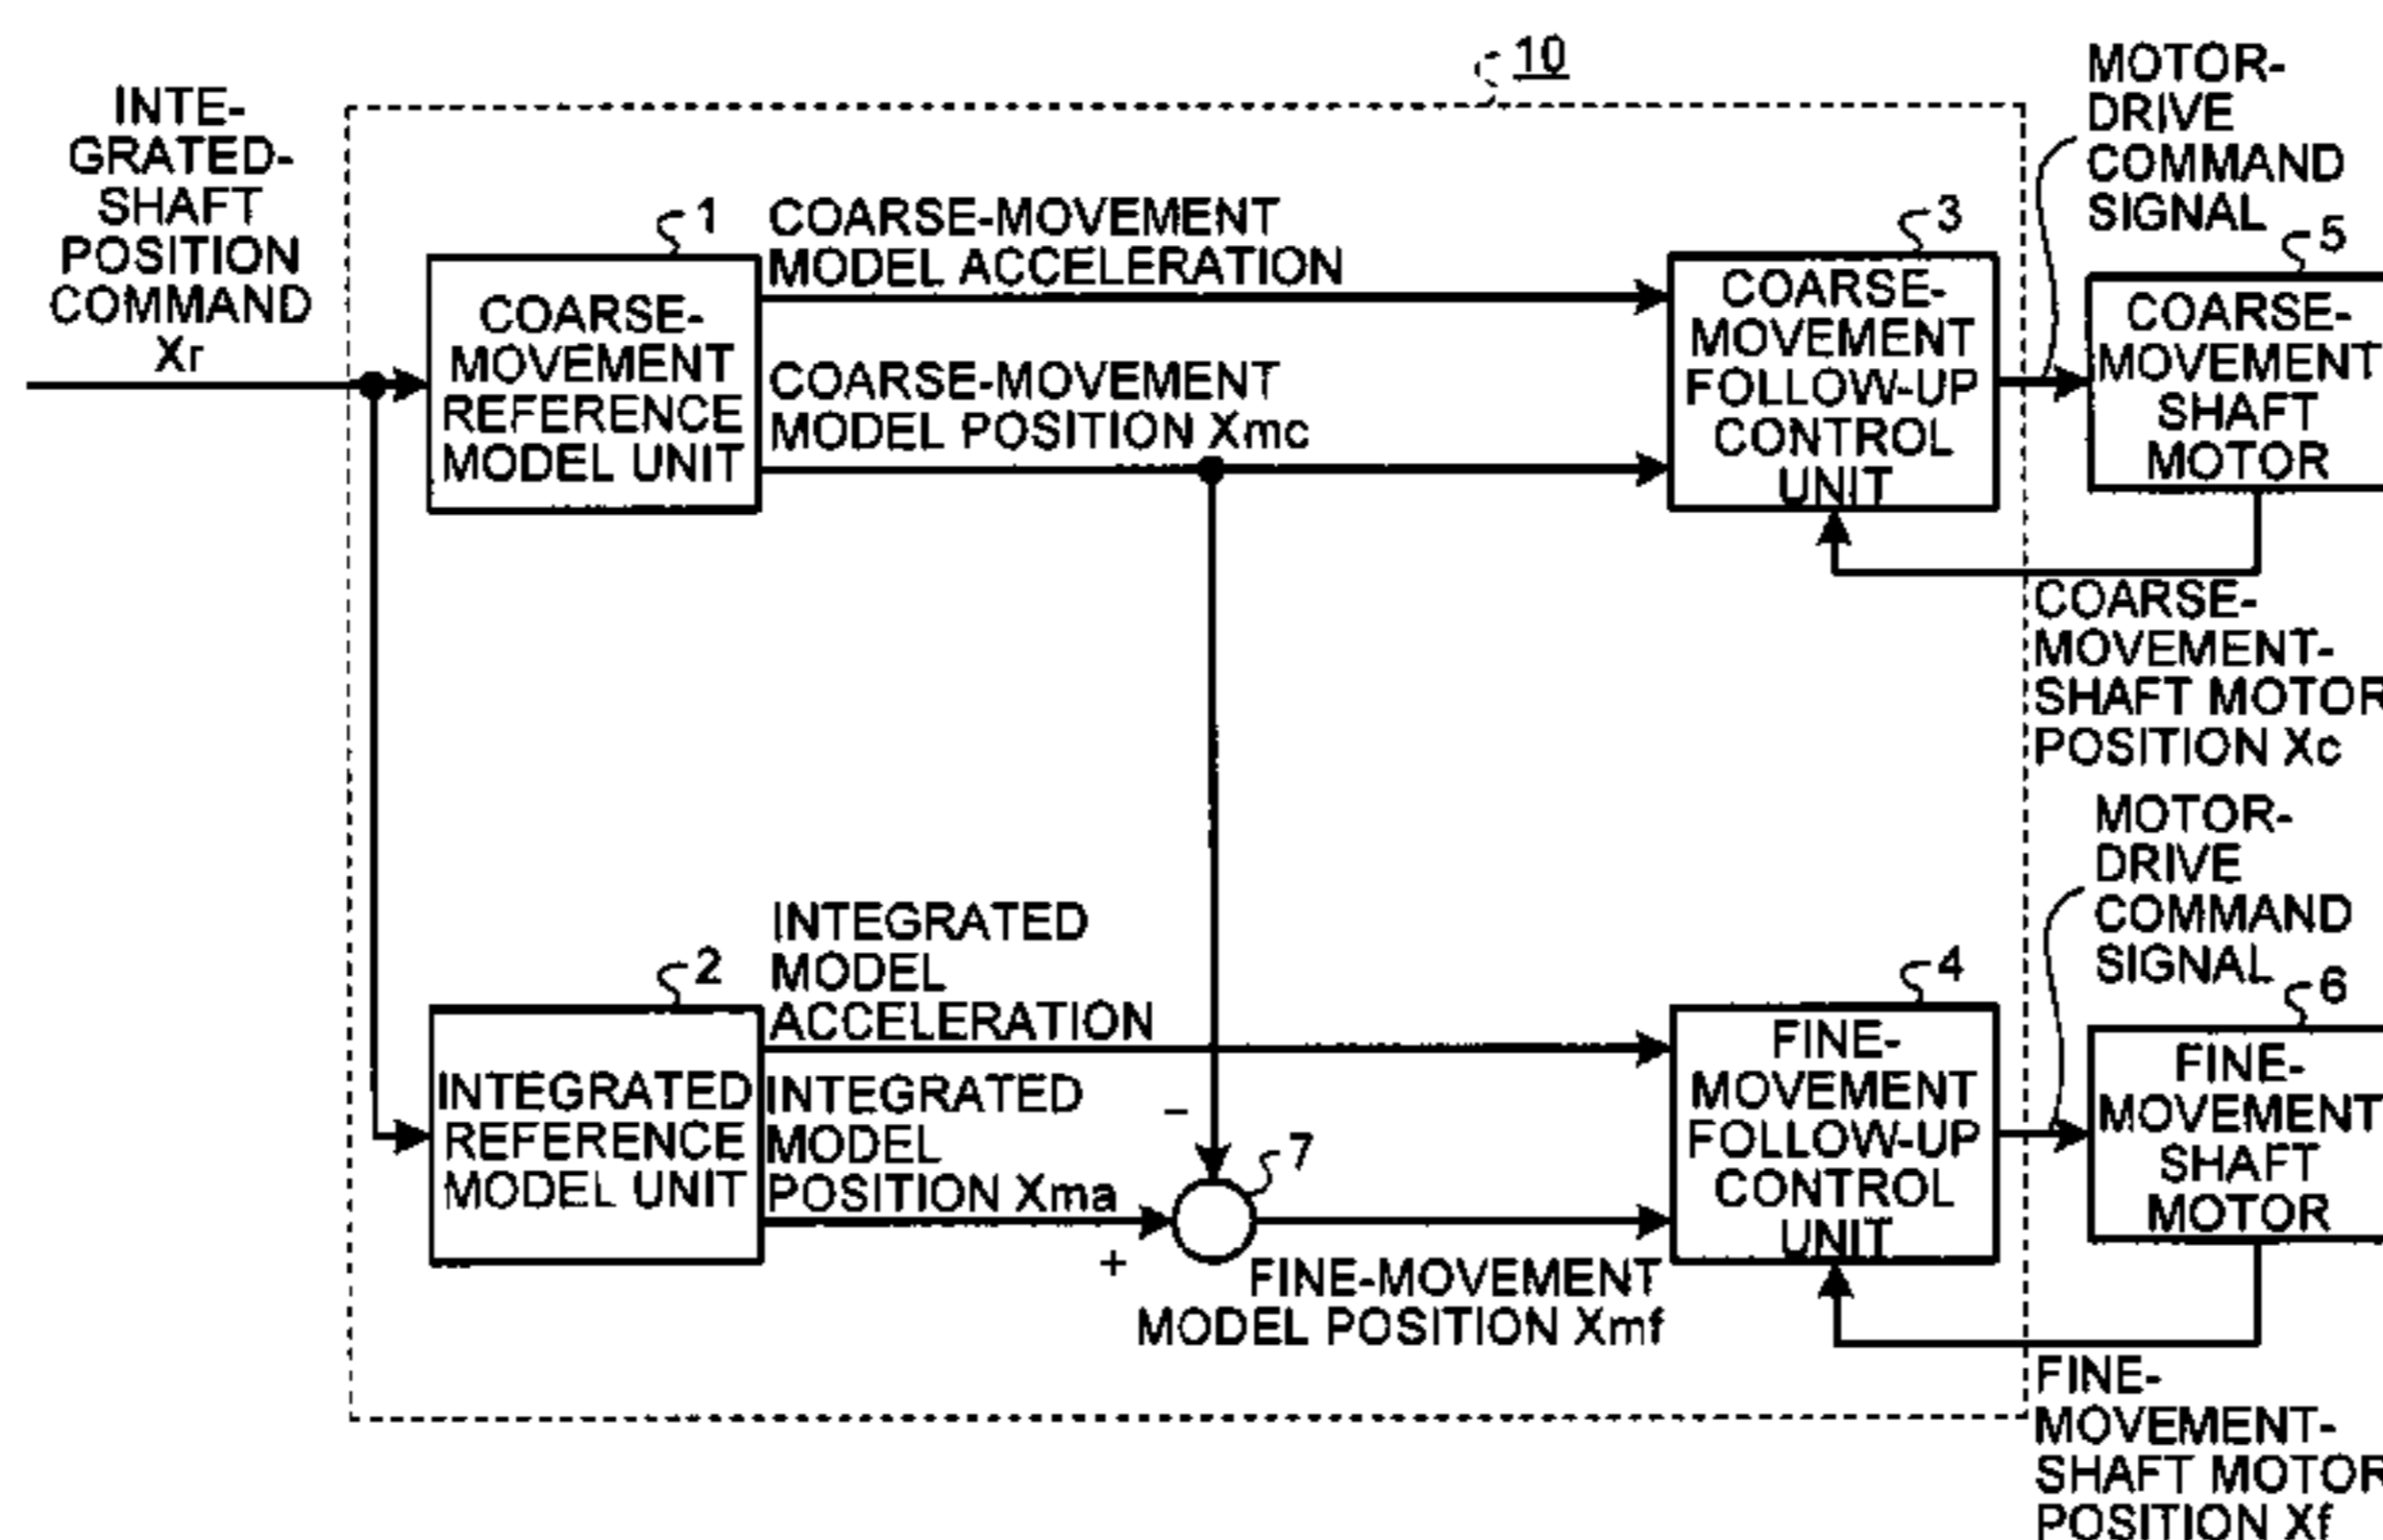 10
INTE-
GRATED-
SHAFT
POSITION
COMMAND
Xr
1
COARSE-
MOVEMENT
REFERENCE
MODEL UNIT
COARSE-MOVEMENT
MODEL ACCELERATION
COARSE-MOVEMENT
MODEL POSITION Xmc
3
COARSE-
MOVEMENT
FOLLOW-UP
CONTROL
UNIT
MOTOR-
DRIVE
COMMAND
SIGNAL
5
COARSE-
MOVEMENT
SHAFT
MOTOR
COARSE-
MOVEMENT-
SHAFT MOTOR
POSITION Xc
2
INTEGRATED
REFERENCE
MODEL UNIT
INTEGRATED
MODEL
ACCELERATION
INTEGRATED
MODEL
POSITION Xma
−
+
7
FINE-MOVEMENT
MODEL POSITION Xmf
4
FINE-
MOVEMENT
FOLLOW-UP
CONTROL
UNIT
MOTOR-
DRIVE
COMMAND
SIGNAL
6
FINE-
MOVEMENT
SHAFT
MOTOR
FINE-
MOVEMENT-
SHAFT MOTOR
POSITION Xf